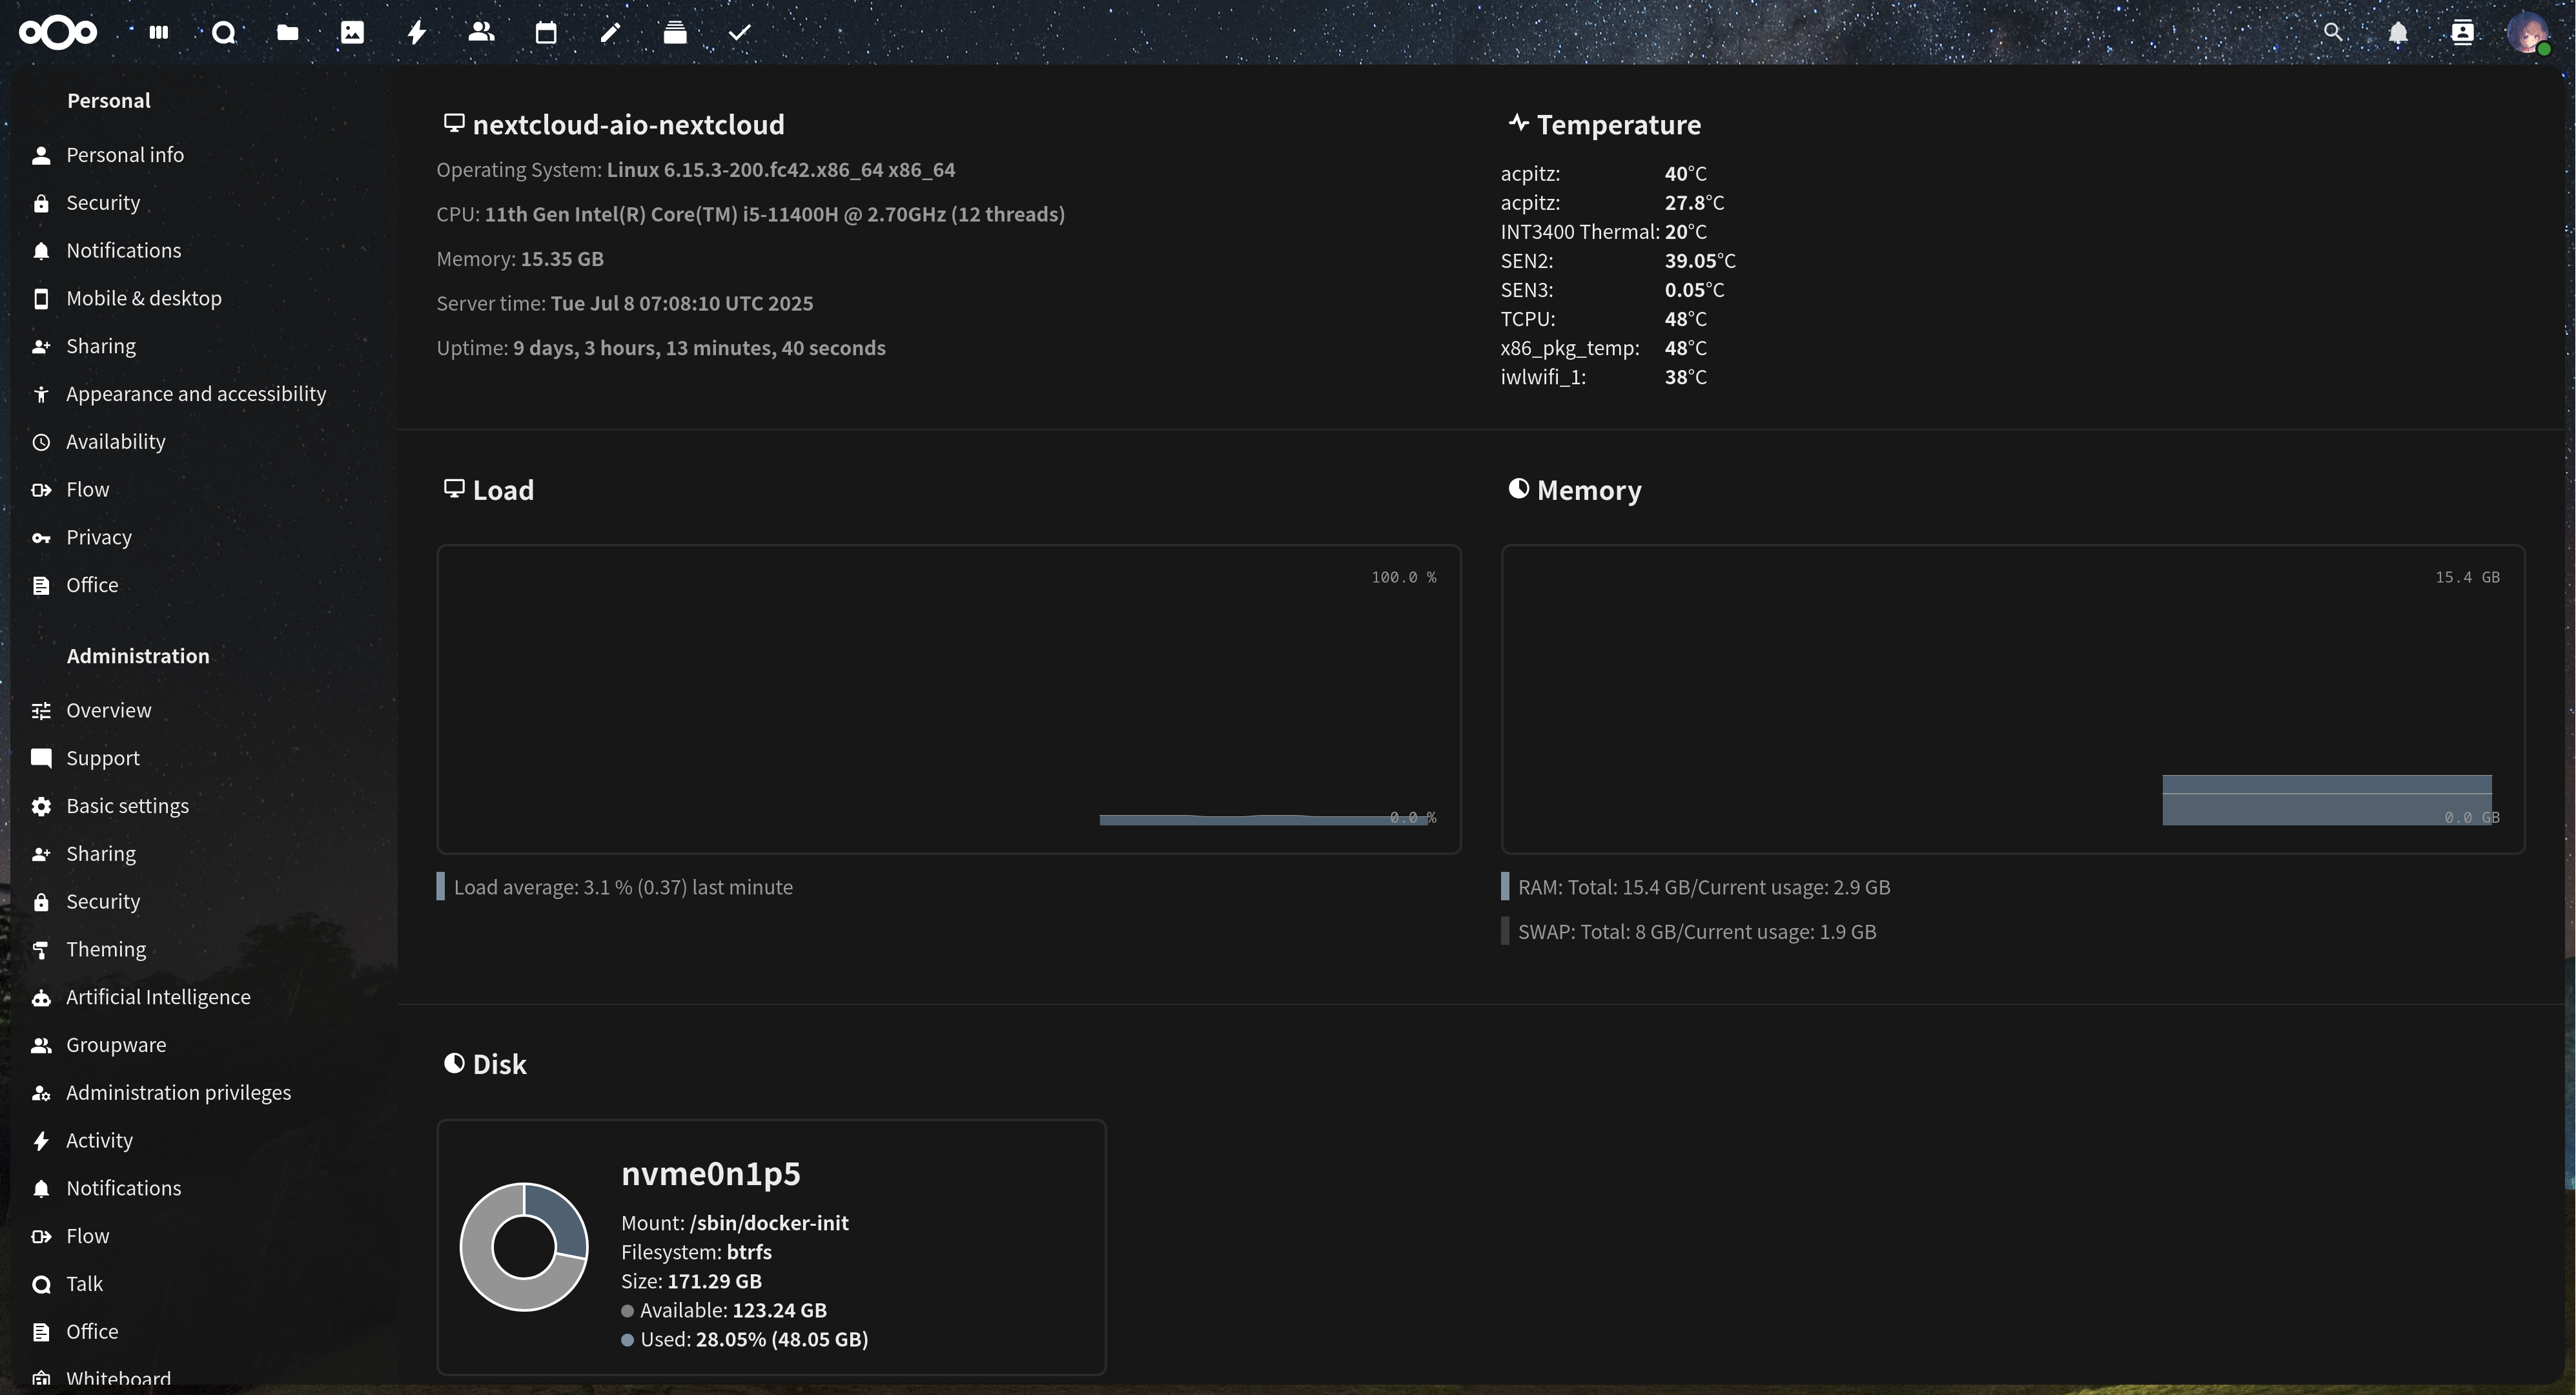 Personal
Personal info
Security
Notifications
Mobile & desktop
Sharing
Appearance and accessibility
Availability
Flow
Privacy
Office
Administration
Overview
Support
Basic settings
Sharing
Security
Theming
Artificial Intelligence
Groupware
Administration privileges
Activity
Notifications
Flow
Talk
Office
Whiteboard
nextcloud-aio-nextcloud
Operating System: Linux 6.15.3-200.fc42.x86_64 x86_64
CPU: 11th Gen Intel(R) Core(TM) i5-11400H @ 2.70GHz (12 threads)
Memory: 15.35 GB
Server time: Tue Jul 8 07:08:10 UTC 2025
Uptime: 9 days, 3 hours, 13 minutes, 40 seconds
Temperature
acpitz: 40°C
acpitz: 27.8°C
INT3400 Thermal: 20°C
SEN2: 39.05°C
SEN3: 0.05°C
TCPU: 48°C
x86_pkg_temp: 48°C
iwlwifi_1: 38°C
Load
100.0 %
0.0 %
Load average: 3.1 % (0.37) last minute
Memory
15.4 GB
0.0 GB
RAM: Total: 15.4 GB/Current usage: 2.9 GB
SWAP: Total: 8 GB/Current usage: 1.9 GB
Disk
nvme0n1p5
Mount: /sbin/docker-init
Filesystem: btrfs
Size: 171.29 GB
Available: 123.24 GB
Used: 28.05% (48.05 GB)